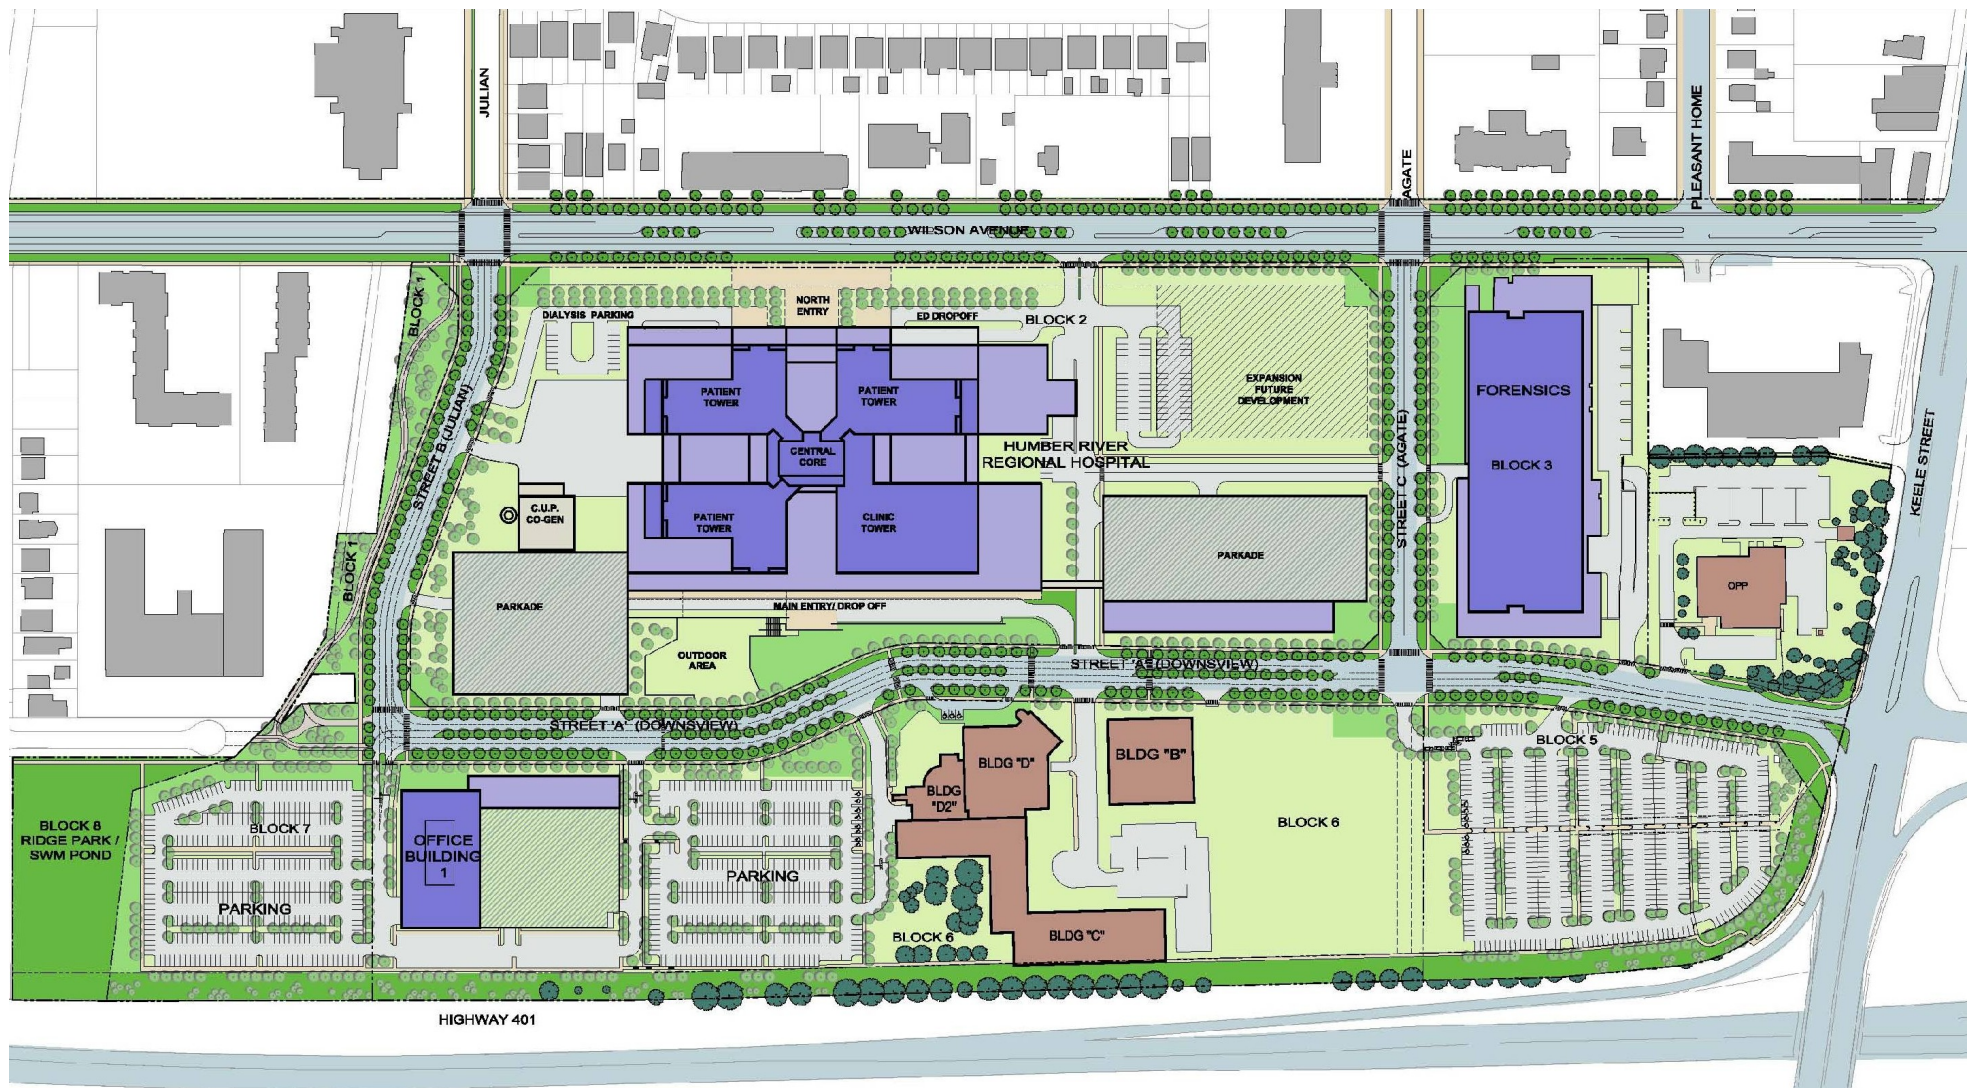 JULIAN
AGATE
PLEASANT HOME
WILSON AVENUE
BLOCK 1
NORTH
ENTRY
DIALYSIS PARKING
ED DROPOFF
BLOCK 2
PATIENT
TOWER
PATIENT
TOWER
EXPANSION
FUTURE
DEVELOPMENT
FORENSICS
STREET B (JULIAN)
STREET C (AGATE)
KEELE STREET
CENTRAL
CORE
HUMBER RIVER
REGIONAL HOSPITAL
BLOCK 3
C.U.P.
CO-GEN
PATIENT
TOWER
CLINIC
TOWER
BLOCK 1
PARKADE
OPP
PARKADE
MAIN ENTRY/ DROP OFF
OUTDOOR
AREA
STREET 'A' (DOWNSVIEW)
STREET 'A' (DOWNSVIEW)
BLOCK 5
BLDG "D"
BLDG "B"
BLDG
"D2"
BLOCK 8
RIDGE PARK /
SWM POND
BLOCK 7
OFFICE
BUILDING
1
BLOCK 6
PARKING
PARKING
BLOCK 6
BLDG "C"
HIGHWAY 401